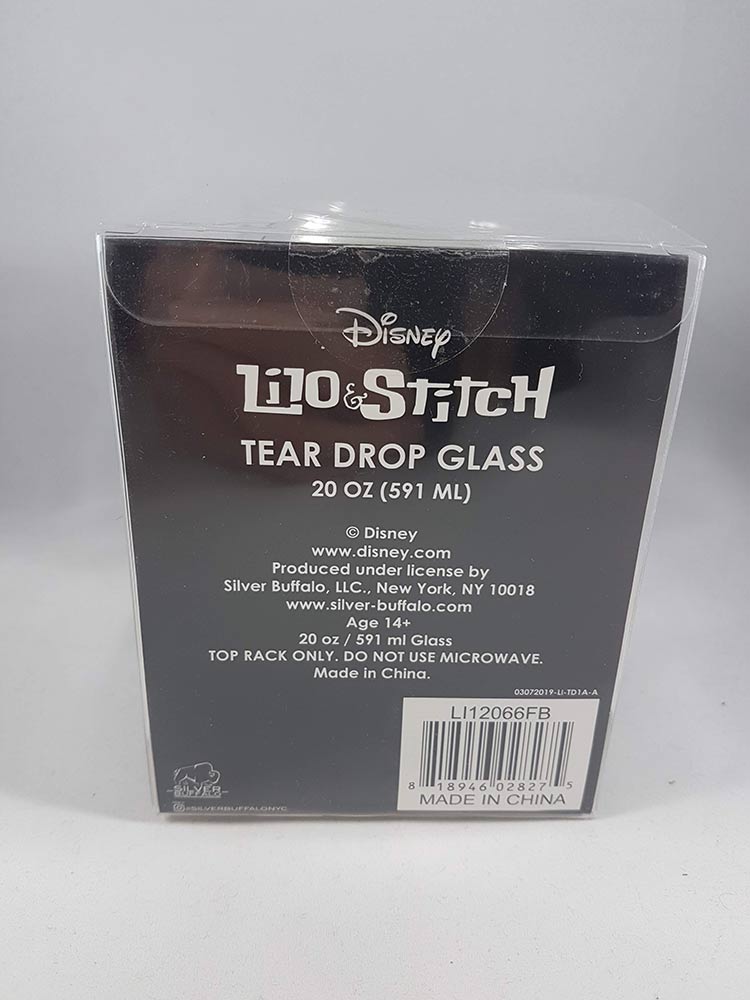 Disney
Lilo & Stitch
TEAR DROP GLASS
20 OZ (591 ML)
© Disney
www.disney.com
Produced under license by
Silver Buffalo, LLC., New York, NY 10018
www.silver-buffalo.com
Age 14+
20 oz / 591 ml Glass
TOP RACK ONLY. DO NOT USE MICROWAVE.
Made in China.
03072019-LI-TD1A-A
LI12066FB
8 18946 02827 5
MADE IN CHINA
SILVER
BUFFALO
@SILVERBUFFALONYC